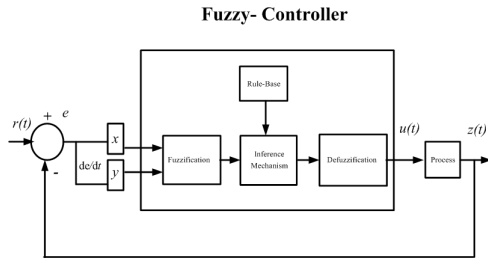 Fuzzy- Controller
Rule-Base
r(t)
+
e
x
u(t)
z(t)
de/dt
y
-
Fuzzification
Inference
Mechanism
Defuzzification
Process